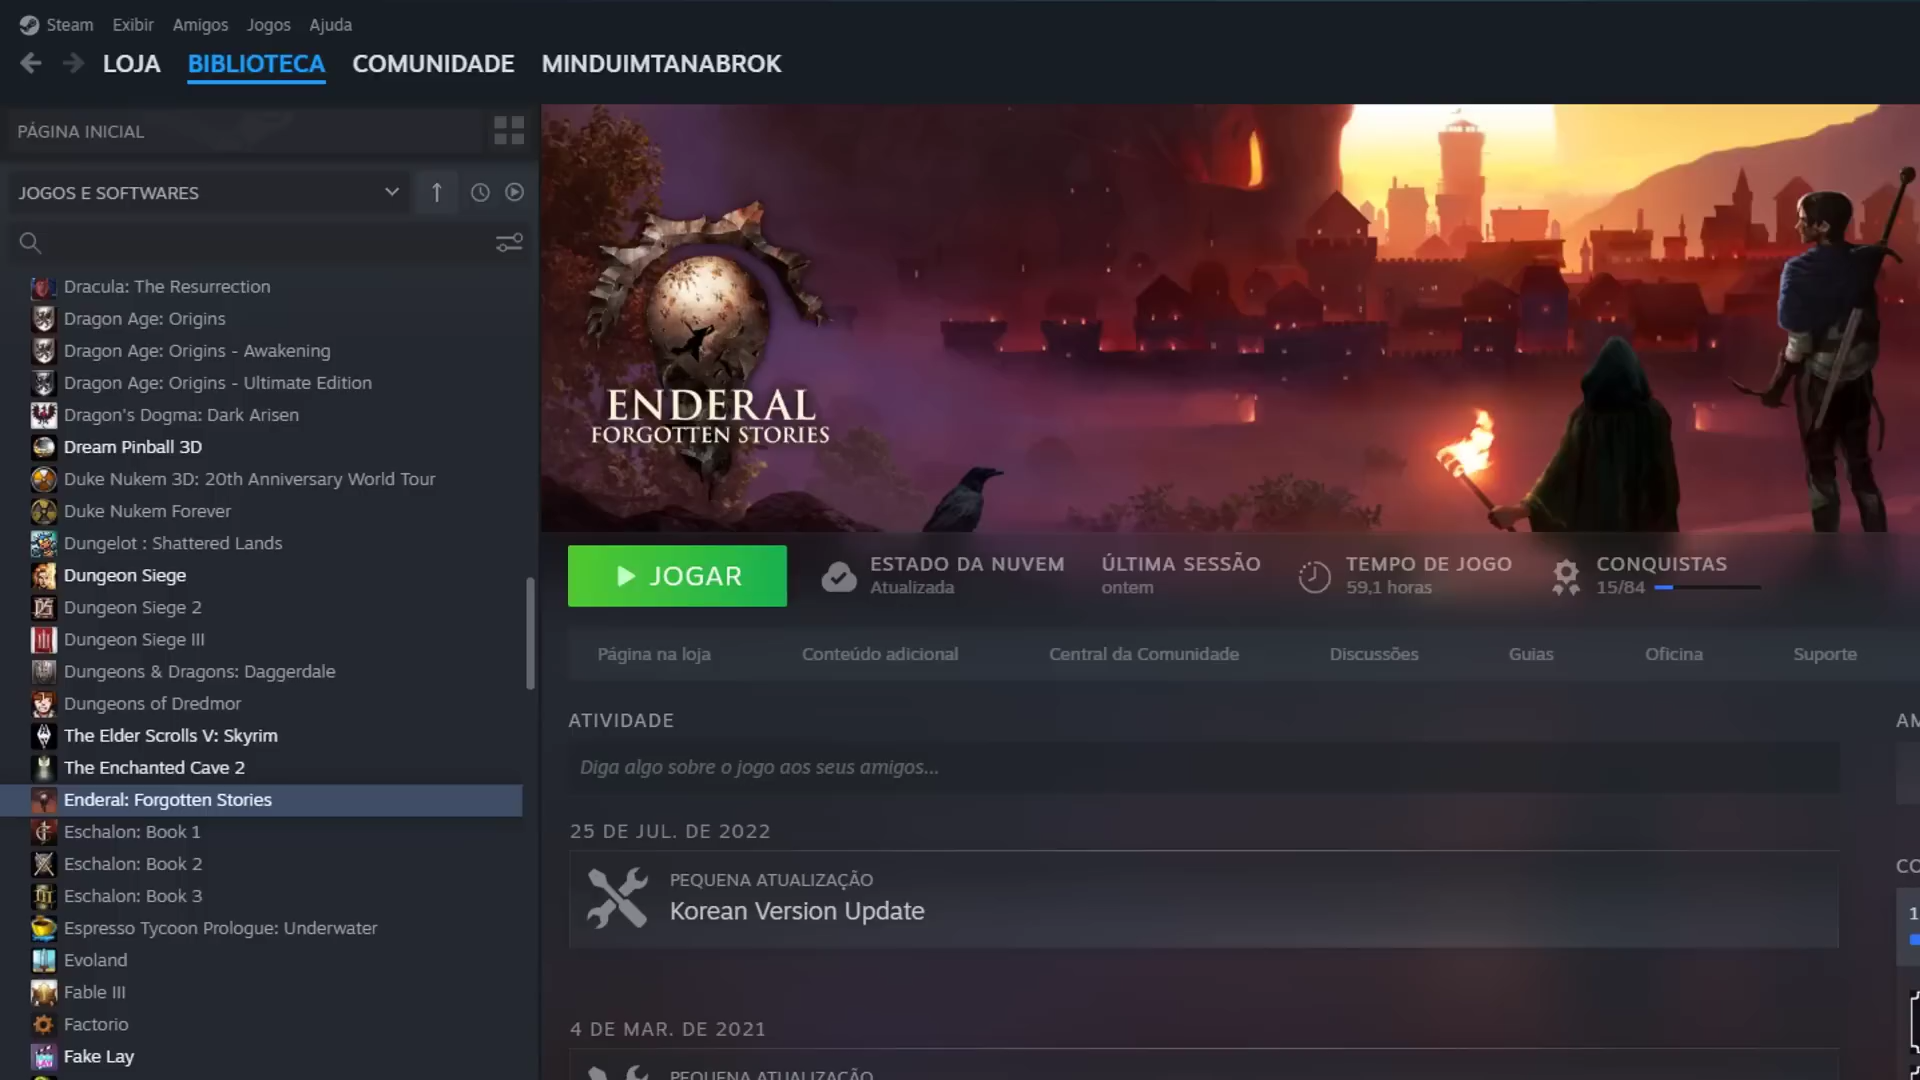 Steam Exibir Amigos Jogos Ajuda
LOJA BIBLIOTECA COMUNIDADE MINDUIMTANABROK
PÁGINA INICIAL
JOGOS E SOFTWARES
Dracula: The Resurrection
Dragon Age: Origins
Dragon Age: Origins - Awakening
Dragon Age: Origins - Ultimate Edition
Dragon's Dogma: Dark Arisen
Dream Pinball 3D
Duke Nukem 3D: 20th Anniversary World Tour
Duke Nukem Forever
Dungelot : Shattered Lands
Dungeon Siege
Dungeon Siege 2
Dungeon Siege III
Dungeons & Dragons: Daggerdale
Dungeons of Dredmor
The Elder Scrolls V: Skyrim
The Enchanted Cave 2
Enderal: Forgotten Stories
Eschalon: Book 1
Eschalon: Book 2
Eschalon: Book 3
Espresso Tycoon Prologue: Underwater
Evoland
Fable III
Factorio
Fake Lay
ENDERAL
FORGOTTEN STORIES
JOGAR
ESTADO DA NUVEM
Atualizada
ÚLTIMA SESSÃO
ontem
TEMPO DE JOGO
59,1 horas
CONQUISTAS
15/84
Página na loja Conteúdo adicional Central da Comunidade Discussões Guias Oficina Suporte
ATIVIDADE
Diga algo sobre o jogo aos seus amigos...
25 DE JUL. DE 2022
PEQUENA ATUALIZAÇÃO
Korean Version Update
4 DE MAR. DE 2021
PEQUENA ATUALIZAÇÃO